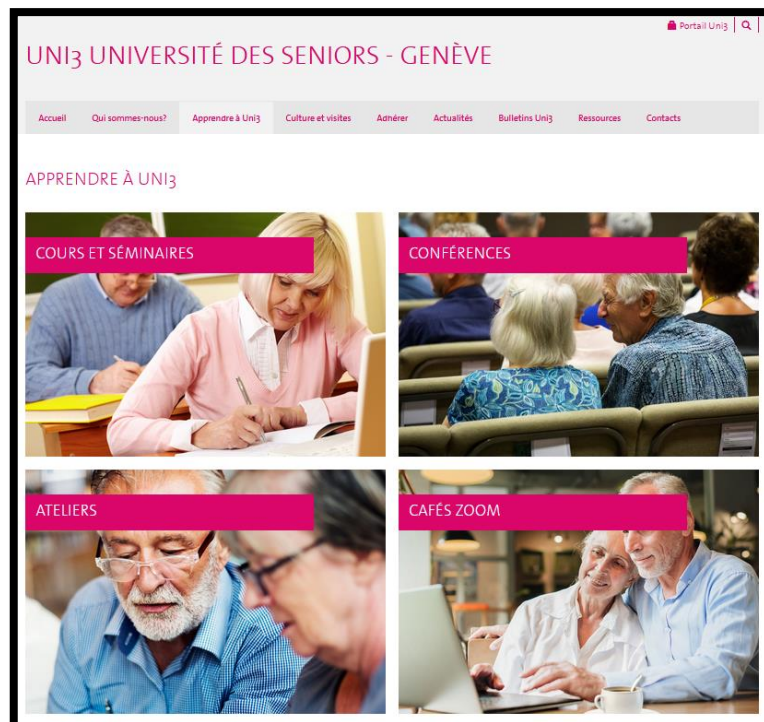 Portail Uni3
UNI3 UNIVERSITÉ DES SENIORS - GENÈVE
Accueil Qui sommes-nous? Apprendre à Uni3 Culture et visites Adhérer Actualités Bulletins Uni3 Ressources Contacts
APPRENDRE À UNI3
COURS ET SÉMINAIRES
CONFÉRENCES
ATELIERS
CAFÉS ZOOM